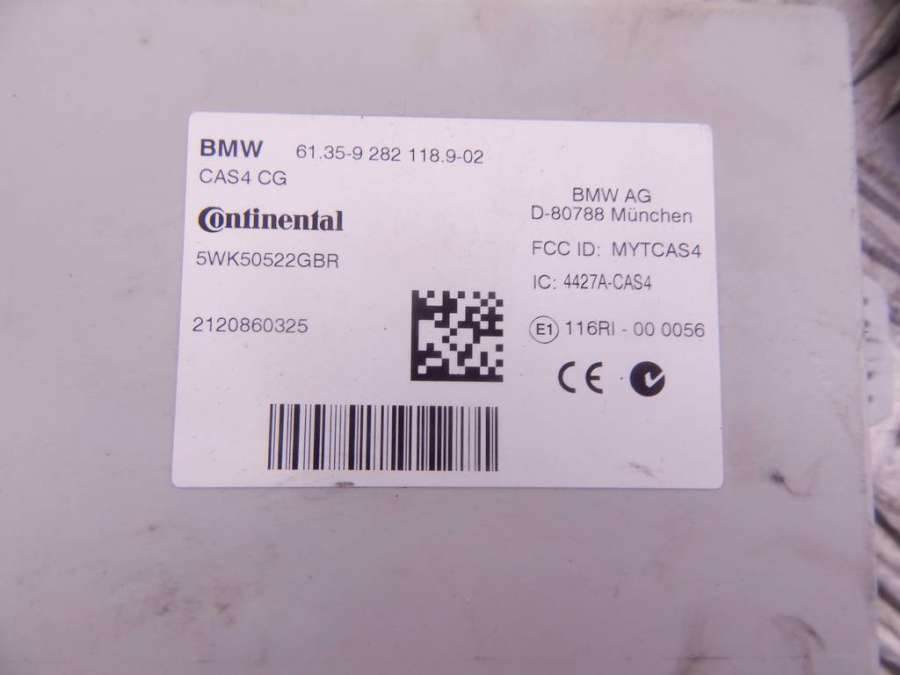 BMW 61.35-9 282 118.9-02
CAS4 CG
Continental
5WK50522GBR
2120860325
BMW AG
D-80788 München
FCC ID: MYTCAS4
IC: 4427A-CAS4
E1 116RI - 00 0056
CE